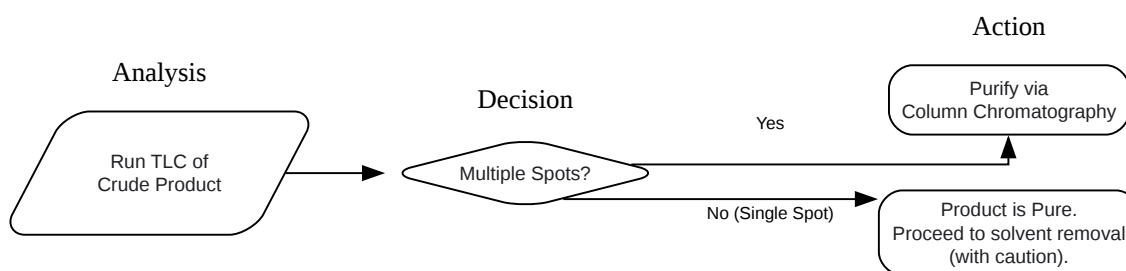 Analysis
Run TLC of
Crude Product
Decision
Multiple Spots?
Yes
No (Single Spot)
Action
Purify via
Column Chromatography
Product is Pure.
Proceed to solvent removal
(with caution).